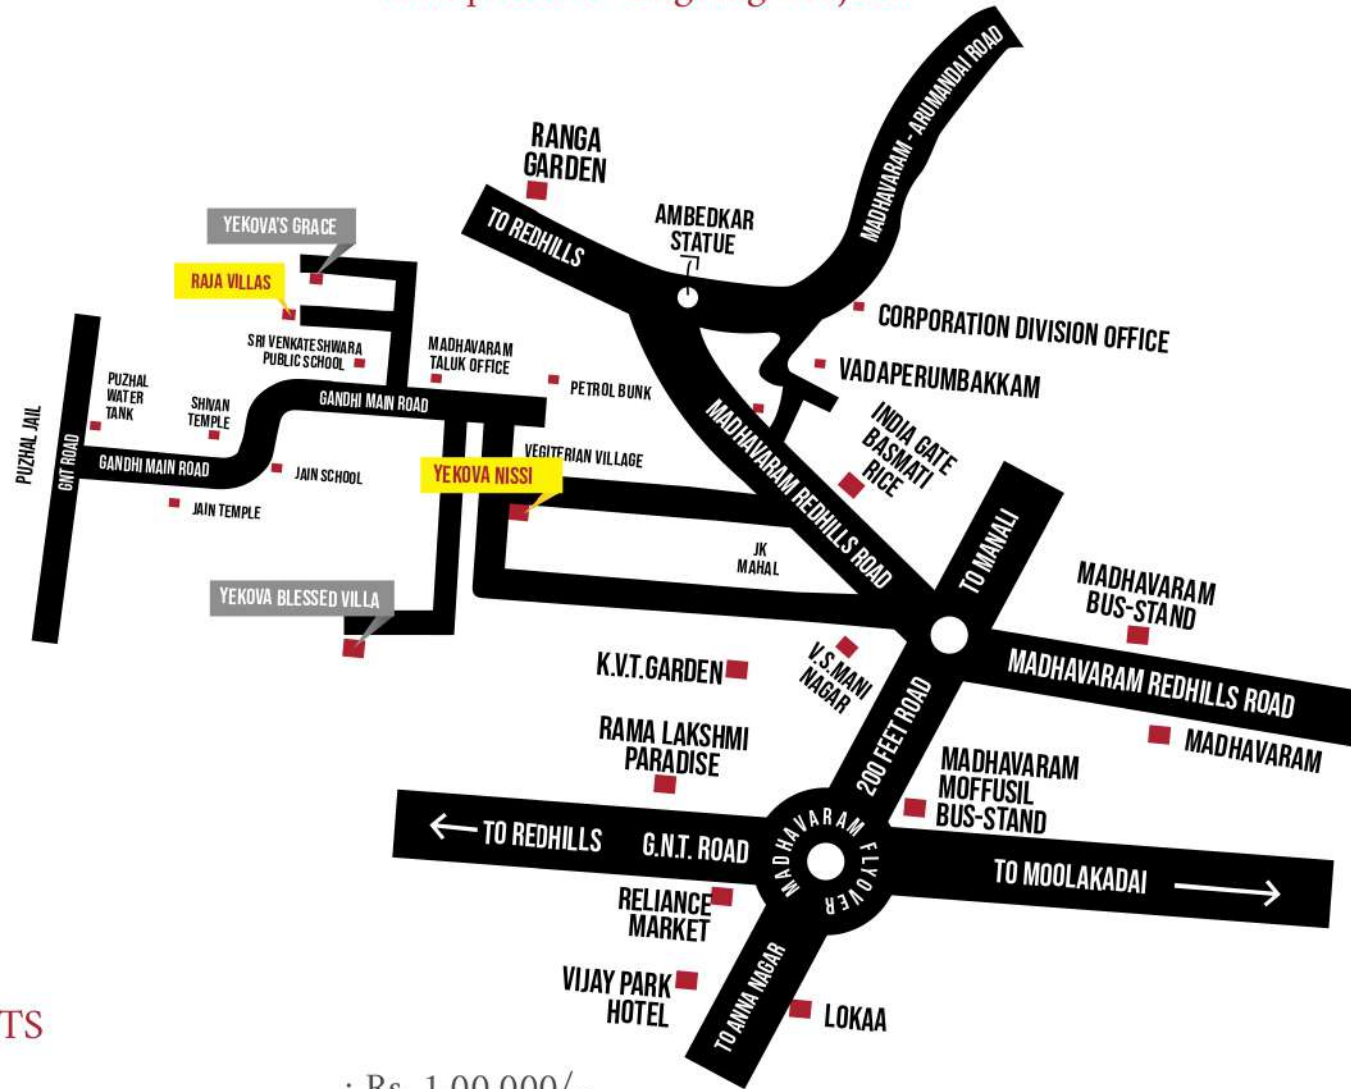 RANGA
GARDEN
TO REDHILLS
AMBEDKAR
STATUE
MADHAVARAM - ARUMANDAI ROAD
YEKOVA'S GRACE
RAJA VILLAS
SRI VENKATESHWARA
PUBLIC SCHOOL
MADHAVARAM
TALUK OFFICE
PETROL BUNK
CORPORATION DIVISION OFFICE
VADAPERUMBAKKAM
PUZHAL
WATER
TANK
SHIVAN
TEMPLE
GANDHI MAIN ROAD
PUZHAL JAIL
GNT ROAD
GANDHI MAIN ROAD
JAIN SCHOOL
JAIN TEMPLE
VEGITERIAN VILLAGE
YEKOVA NISSI
MADHAVARAM REDHILLS ROAD
INDIA GATE
BASMATI
RICE
JK
MAHAL
TO MANALI
YEKOVA BLESSED VILLA
MADHAVARAM
BUS-STAND
K.V.T.GARDEN
V.S.MANI
NAGAR
MADHAVARAM REDHILLS ROAD
MADHAVARAM
RAMA LAKSHMI
PARADISE
200 FEET ROAD
MADHAVARAM
MOFFUSIL
BUS-STAND
TO REDHILLS G.N.T. ROAD
MADHAVARAM FLYOVER
TO MOOLAKADAI
RELIANCE
MARKET
VIJAY PARK
HOTEL
TO ANNA NAGAR
LOKAA
TS
: Rs. 1,00,000/-